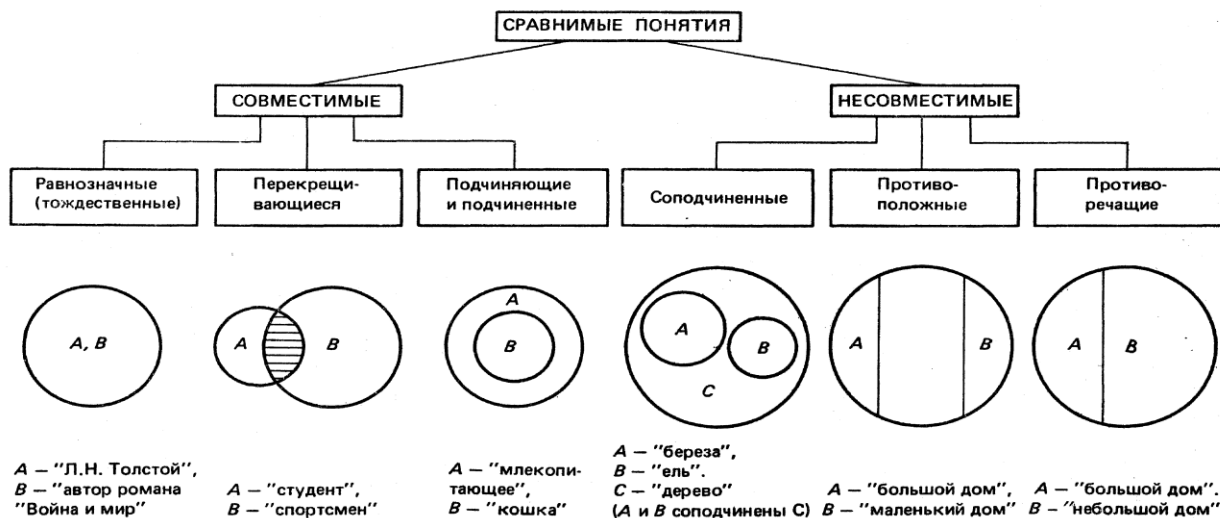 СРАВНИМЫЕ ПОНЯТИЯ
СОВМЕСТИМЫЕ
НЕСОВМЕСТИМЫЕ
Равнозначные
(тождественные)
Перекрещи-
вающиеся
Подчиняющие
и подчиненные
Соподчиненные
Противо-
положные
Противо-
речащие
A, B
A
B
A
B
A
B
C
A
B
A
B
A — "Л.Н. Толстой",
B — "автор романа
"Война и мир"
A — "студент",
B — "спортсмен"
A — "млекопи-
тающее",
B — "кошка"
A — "береза",
B — "ель".
C — "дерево"
(A и B соподчинены C)
A — "большой дом",
B — "маленький дом"
A — "большой дом".
B — "небольшой дом"